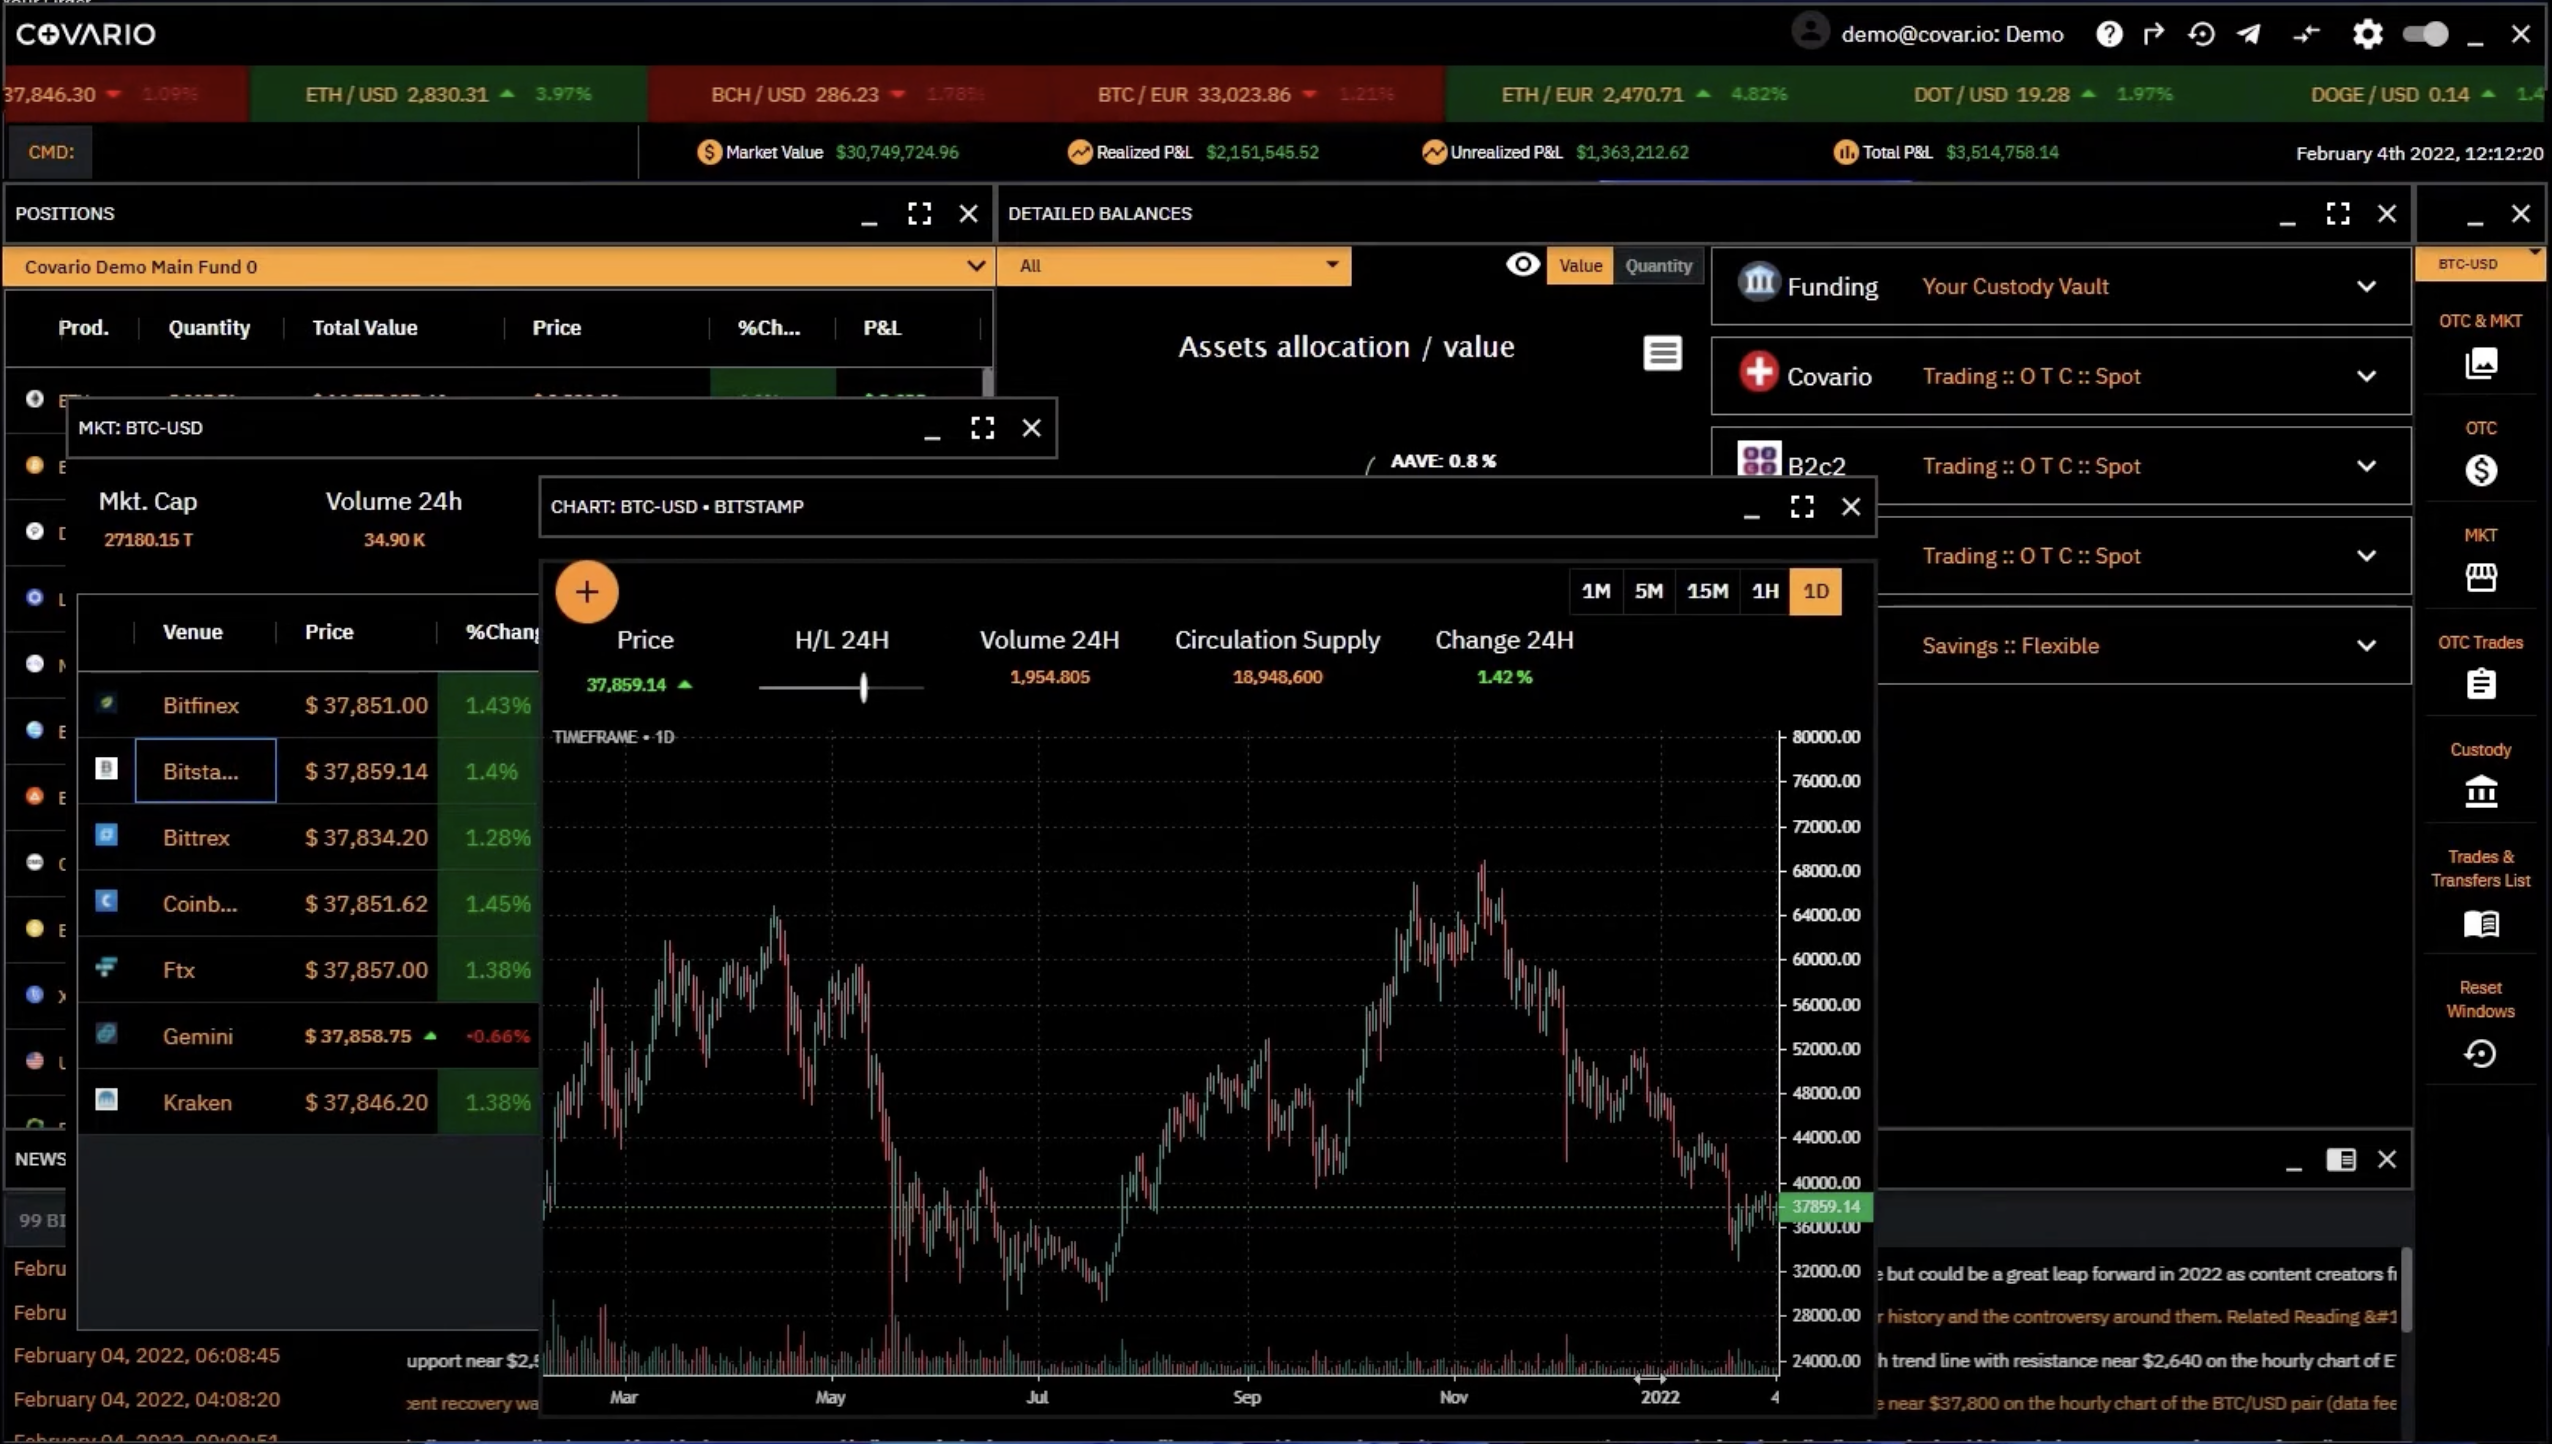 COVARIO
demo@covar.io: Demo
37,846.30 1.09%
ETH / USD 2,830.31 3.97%
BCH / USD 286.23 1.78%
BTC / EUR 33,023.86 1.21%
ETH / EUR 2,470.71 4.82%
DOT / USD 19.28 1.97%
DOGE / USD 0.14 1.4
CMD:
Market Value $30,749,724.96
Realized P&L $2,151,545.52
Unrealized P&L $1,363,212.62
Total P&L $3,514,758.14
February 4th 2022, 12:12:20
POSITIONS
Covario Demo Main Fund 0
Prod. Quantity Total Value Price %Ch... P&L
DETAILED BALANCES
All
Value Quantity
Assets allocation / value
AAVE: 0.8 %
Funding Your Custody Vault
Covario Trading :: O T C :: Spot
B2c2 Trading :: O T C :: Spot
Trading :: O T C :: Spot
Savings :: Flexible
BTC-USD
OTC & MKT
OTC
MKT
OTC Trades
Custody
Trades &
Transfers List
Reset
Windows
MKT: BTC-USD
Mkt. Cap Volume 24h
27180.15 T 34.90 K
Venue Price %Chang
Bitfinex $ 37,851.00 1.43%
Bitsta... $ 37,859.14 1.4%
Bittrex $ 37,834.20 1.28%
Coinb... $ 37,851.62 1.45%
Ftx $ 37,857.00 1.38%
Gemini $ 37,858.75 -0.66%
Kraken $ 37,846.20 1.38%
CHART: BTC-USD • BITSTAMP
+
1M 5M 15M 1H 1D
Price H/L 24H Volume 24H Circulation Supply Change 24H
37,859.14 1,954.805 18,948,600 1.42 %
TIMEFRAME • 1D
80000.00
76000.00
72000.00
68000.00
64000.00
60000.00
56000.00
52000.00
48000.00
44000.00
40000.00
37859.14
36000.00
32000.00
28000.00
24000.00
Mar May Jul Sep Nov 2022 4
NEWS
99 BI
Febru
e but could be a great leap forward in 2022 as content creators fi
Febru
r history and the controversy around them. Related Reading &#1
February 04, 2022, 06:08:45
upport near $2,5
h trend line with resistance near $2,640 on the hourly chart of E
February 04, 2022, 04:08:20
cent recovery wa
e near $37,800 on the hourly chart of the BTC/USD pair (data fee